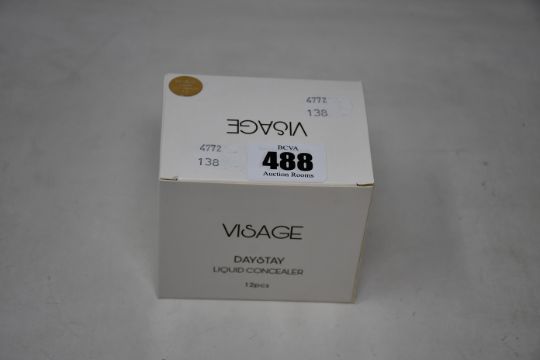 4772
138
VISAGE
4772
138
BCVA
488
Auction Rooms
VISAGE
DAYSTAY
LIQUID CONCEALER
12pcs